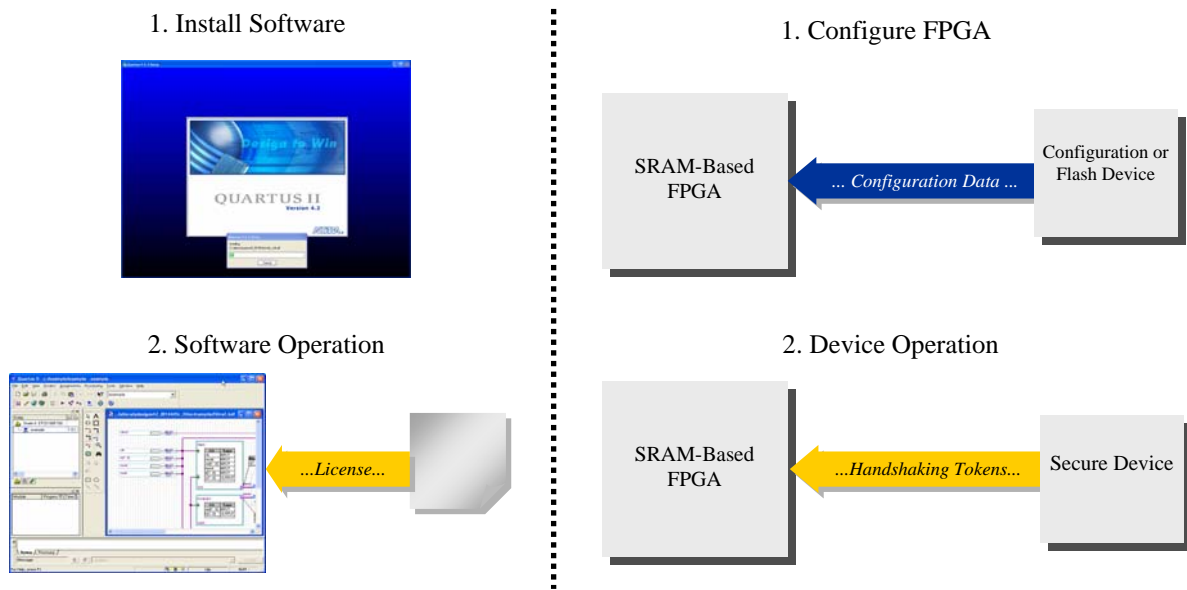 1. Install Software
Design to Win
QUARTUS II
Version 4.2
2. Software Operation
...License...
1. Configure FPGA
SRAM-Based
FPGA
... Configuration Data ...
Configuration or
Flash Device
2. Device Operation
SRAM-Based
FPGA
...Handshaking Tokens...
Secure Device